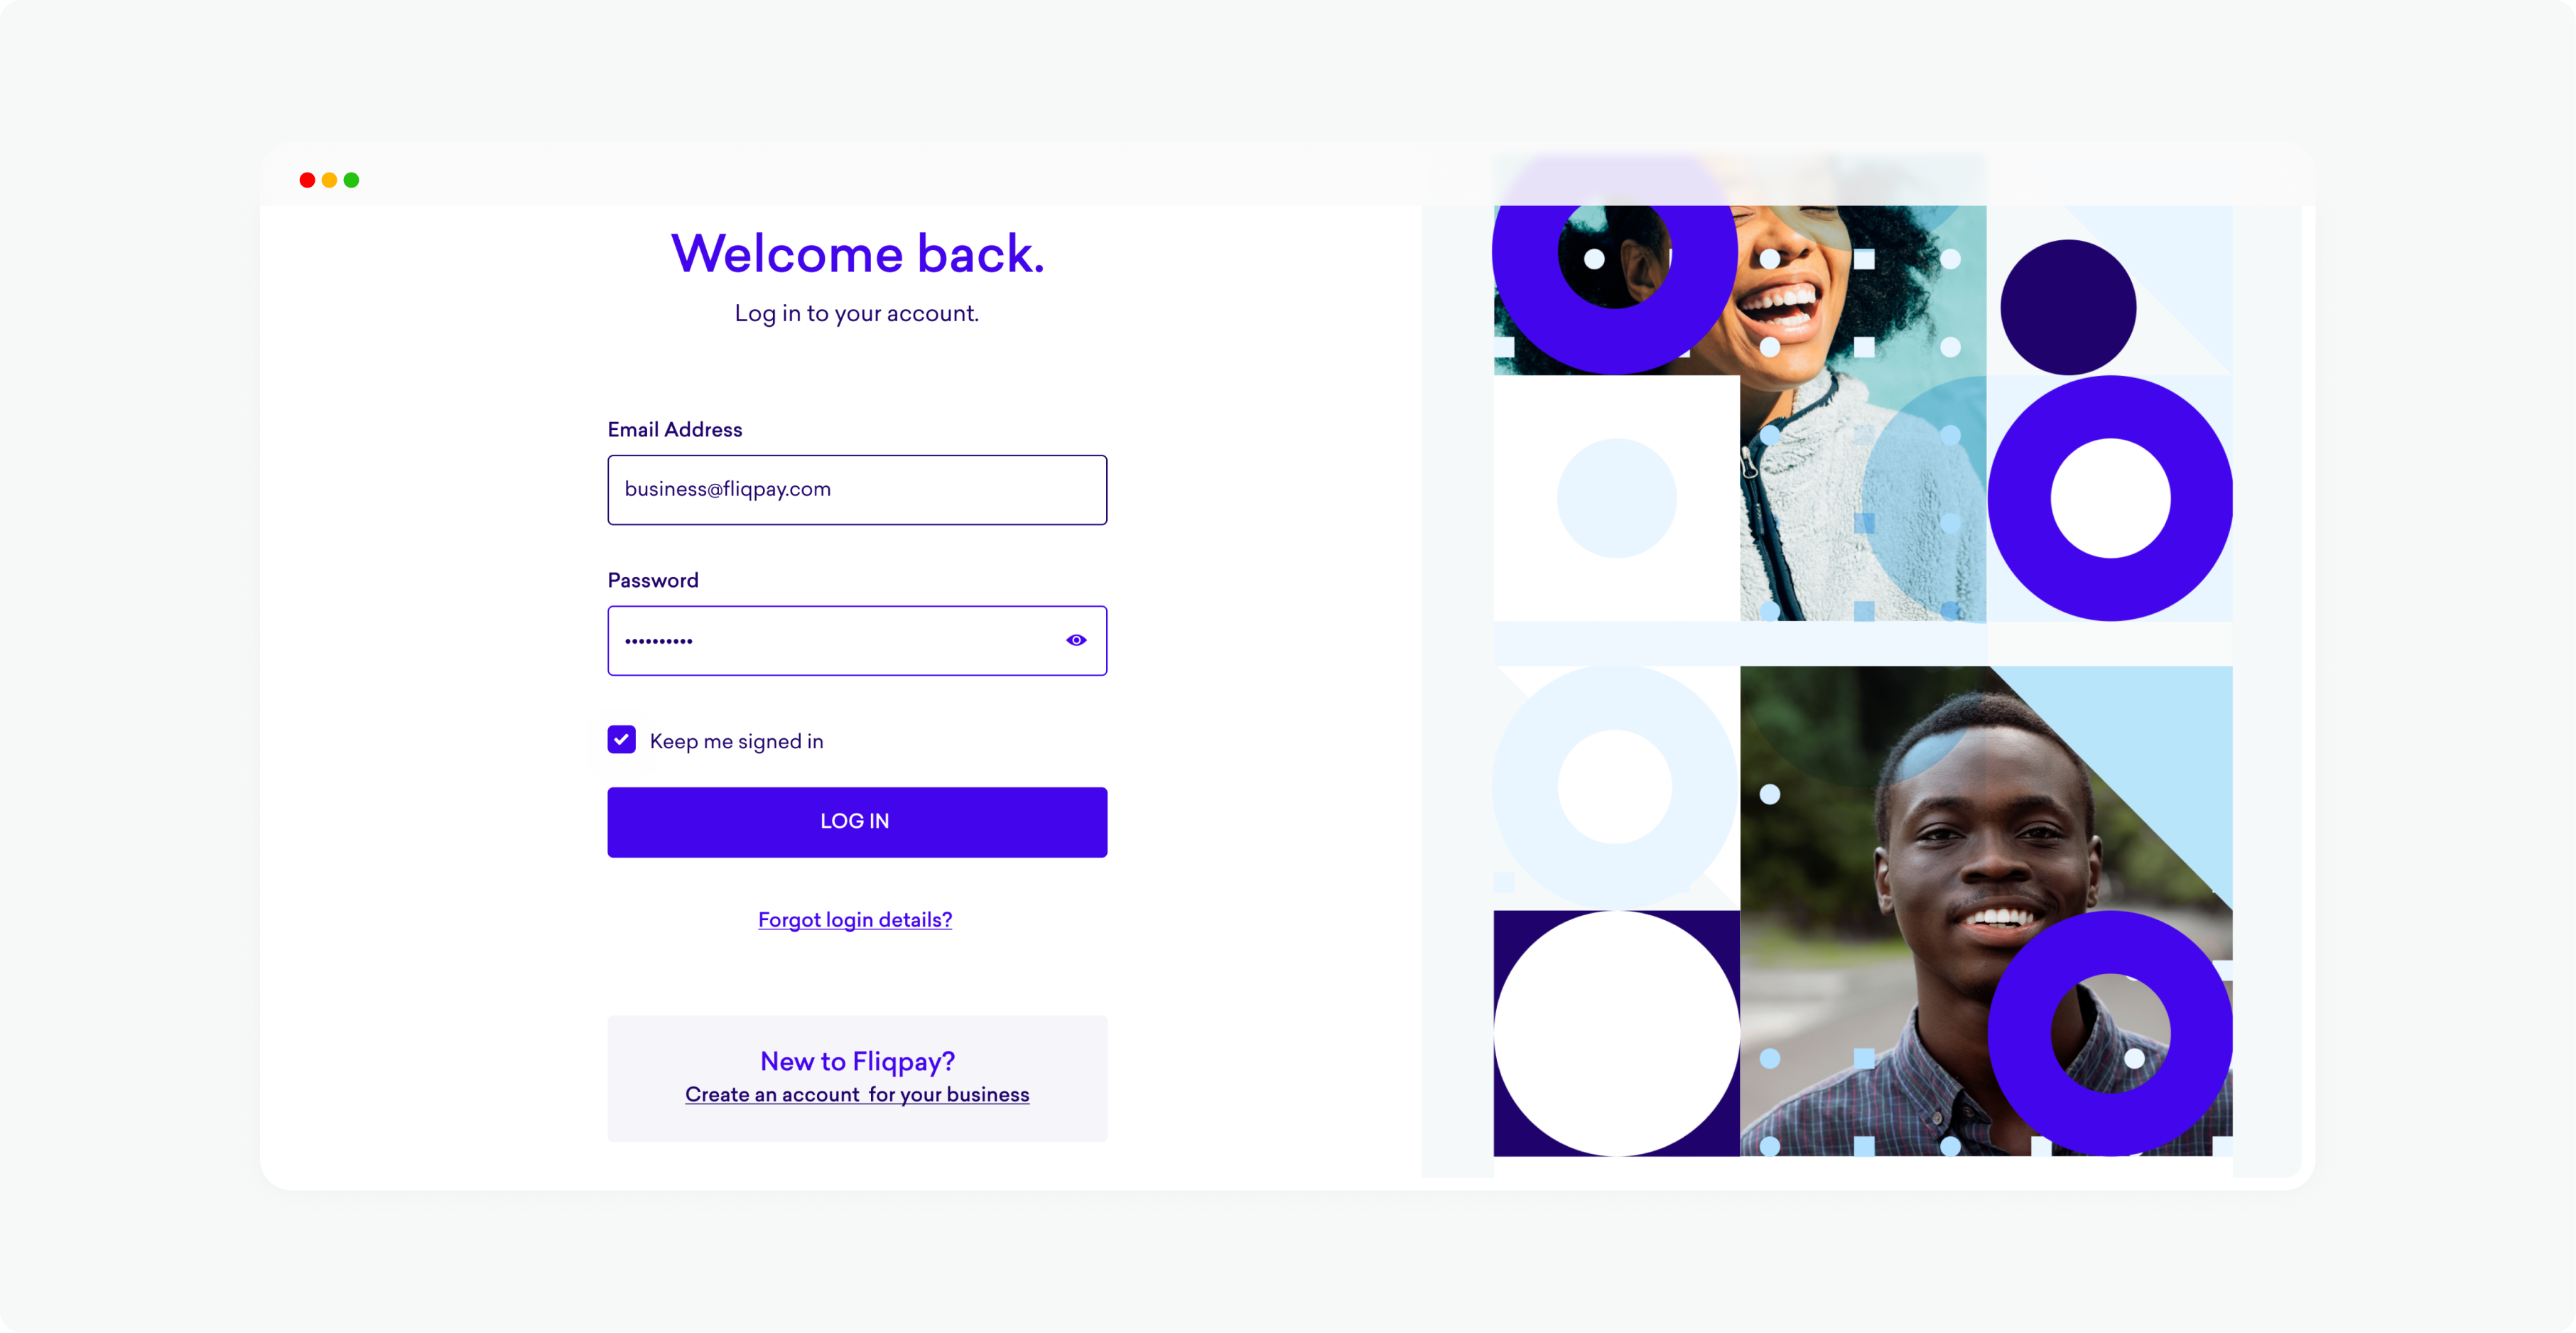 Welcome back.
Log in to your account.
Email Address
business@fliqpay.com
Password
••••••••••
Keep me signed in
LOG IN
Forgot login details?
New to Fliqpay?
Create an account  for your business